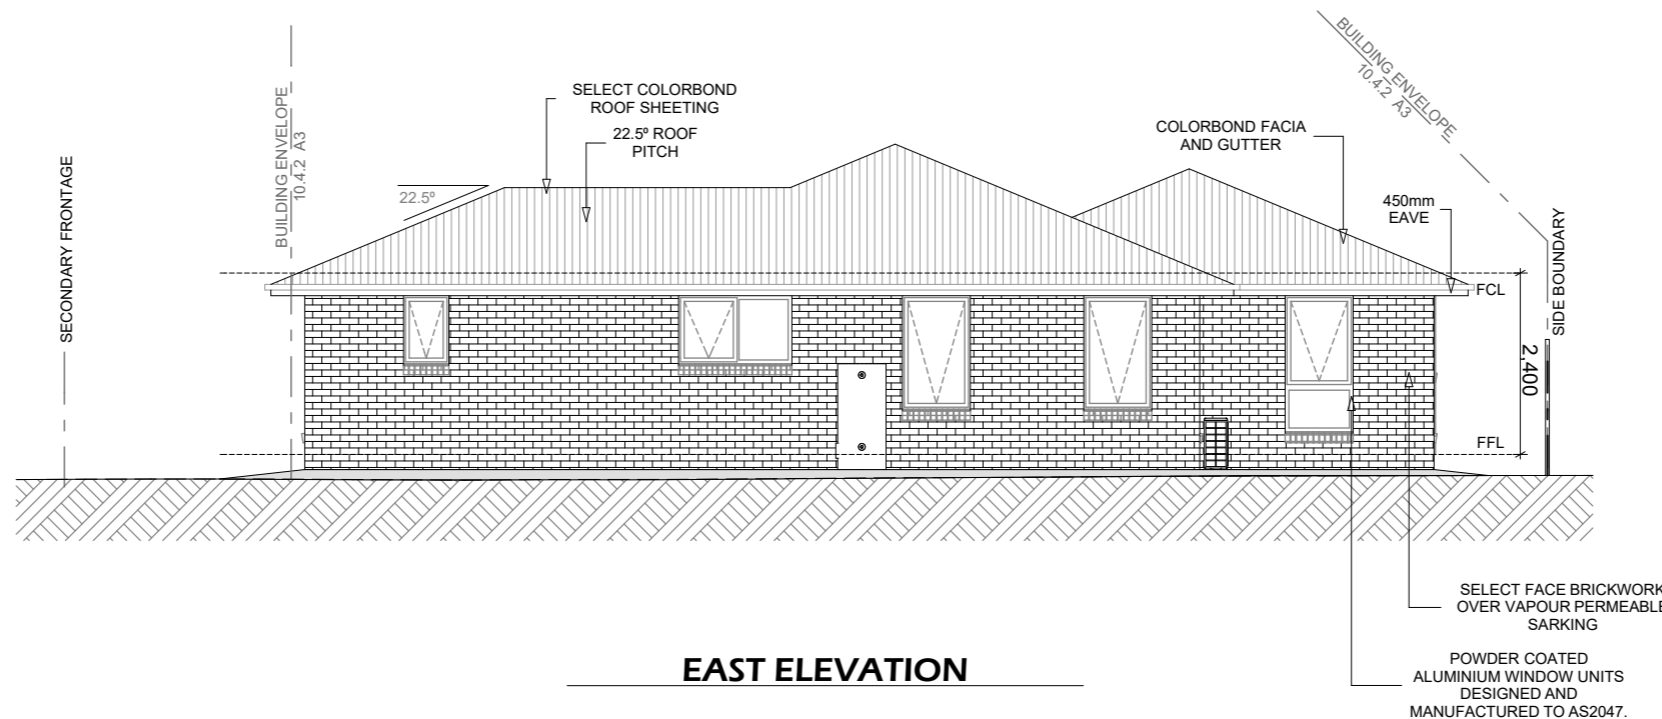 BUILDING ENVELOPE
10.4.2 A3
SECONDARY FRONTAGE
BUILDING ENVELOPE
10.4.2 A3
SELECT COLORBOND
ROOF SHEETING
22.5º ROOF
PITCH
22.5º
COLORBOND FACIA
AND GUTTER
450mm
EAVE
SIDE BOUNDARY
FCL
2,400
FFL
SELECT FACE BRICKWORK
OVER VAPOUR PERMEABLE
SARKING
EAST ELEVATION
POWDER COATED
ALUMINIUM WINDOW UNITS
DESIGNED AND
MANUFACTURED TO AS2047.